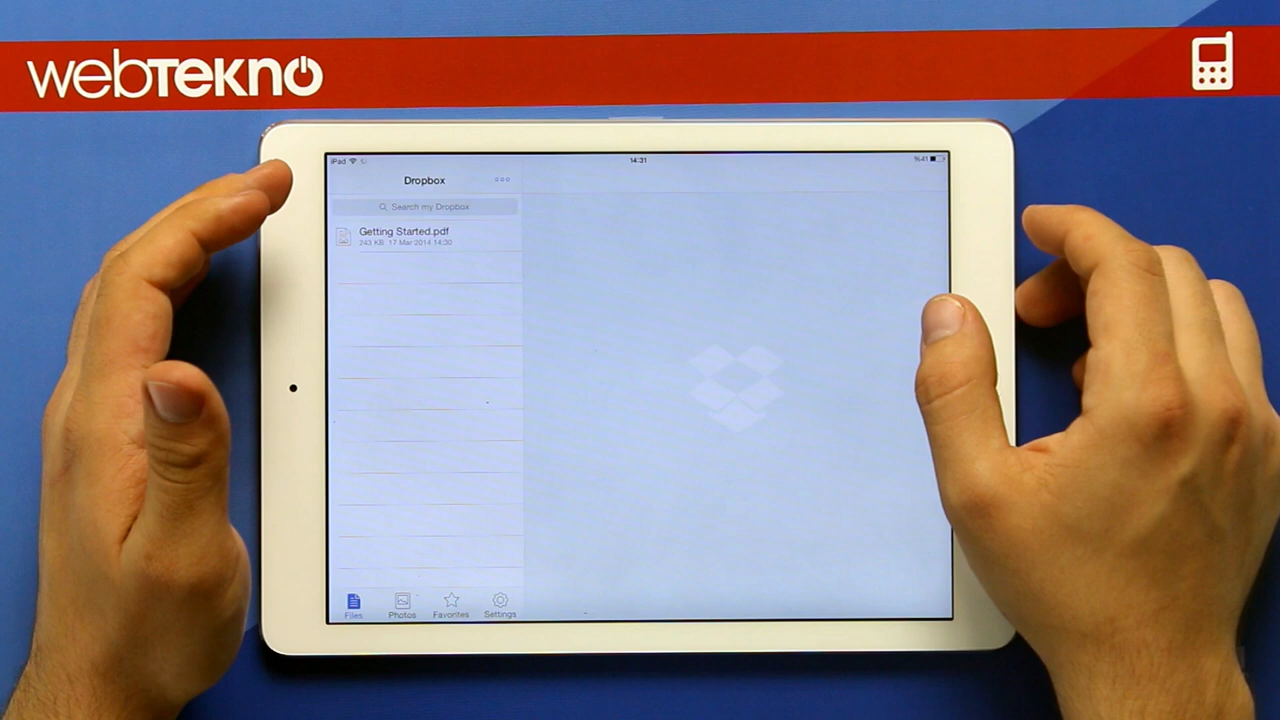 webTEKNO
iPad 14:31 %41
Dropbox
Search my Dropbox
Getting Started.pdf
243 KB 17 Mar 2014 14:30
Files Photos Favorites Settings